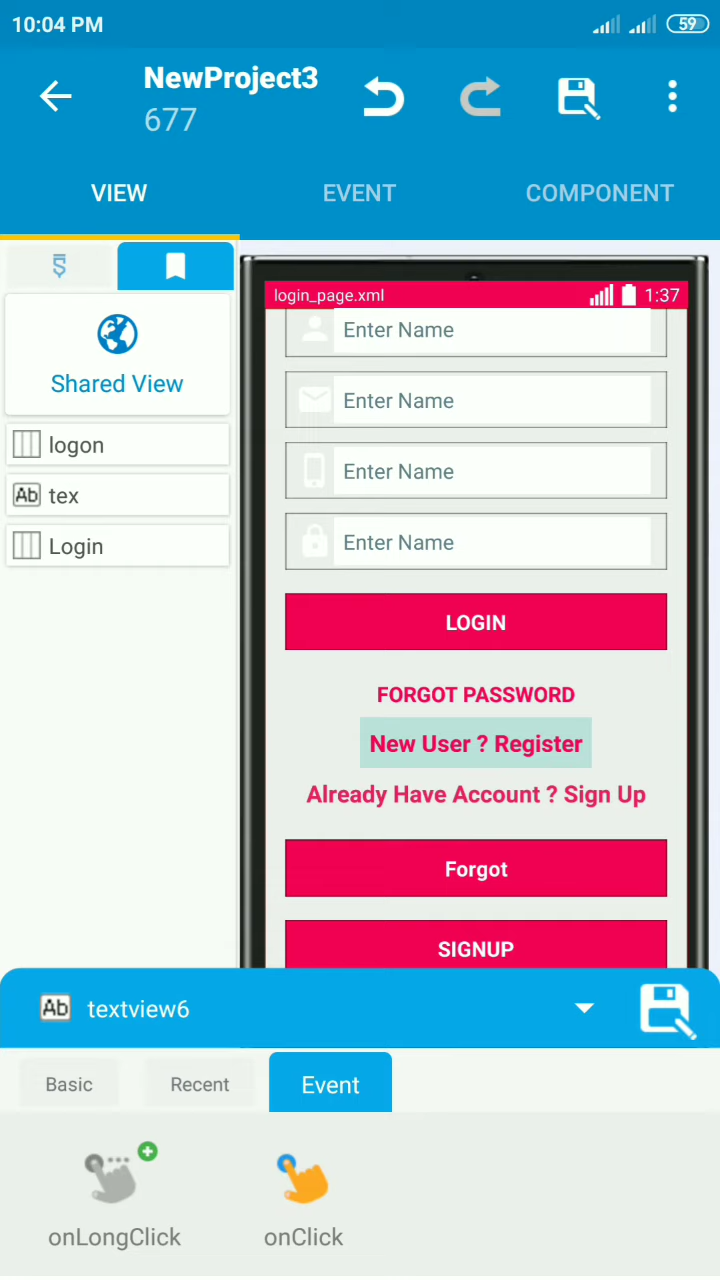 10:04 PM
59
NewProject3
677
VIEW
EVENT
COMPONENT
Shared View
logon
Ab tex
Login
login_page.xml
1:37
Enter Name
Enter Name
Enter Name
Enter Name
LOGIN
FORGOT PASSWORD
New User ? Register
Already Have Account ? Sign Up
Forgot
SIGNUP
Ab textview6
Basic
Recent
Event
onLongClick
onClick